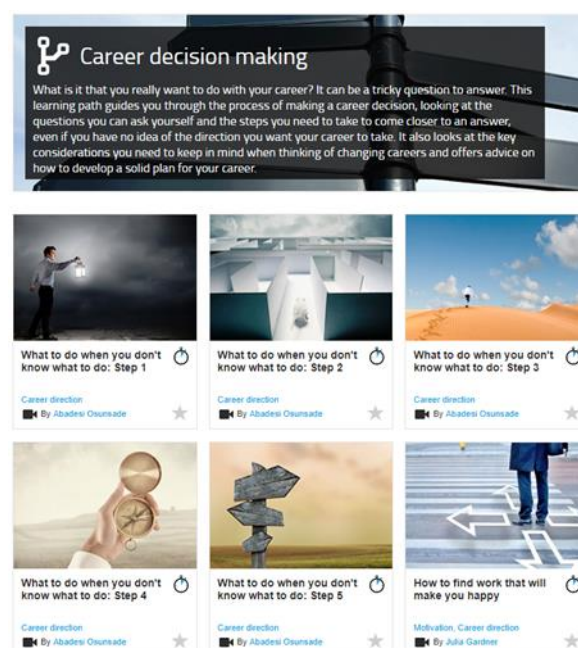 Career decision making
What is it that you really want to do with your career? It can be a tricky question to answer. This
learning path guides you through the process of making a career decision, looking at the
questions you can ask yourself and the steps you need to take to come closer to an answer,
even if you have no idea of the direction you want your career to take. It also looks at the key
considerations you need to keep in mind when thinking of changing careers and offers advice on
how to develop a solid plan for your career.
What to do when you don't
know what to do: Step 1
Career direction
By Abadesi Osunsade
What to do when you don't
know what to do: Step 2
Career direction
By Abadesi Osunsade
What to do when you don't
know what to do: Step 3
Career direction
By Abadesi Osunsade
What to do when you don't
know what to do: Step 4
Career direction
By Abadesi Osunsade
What to do when you don't
know what to do: Step 5
Career direction
By Abadesi Osunsade
How to find work that will
make you happy
Motivation, Career direction
By Julia Gardner